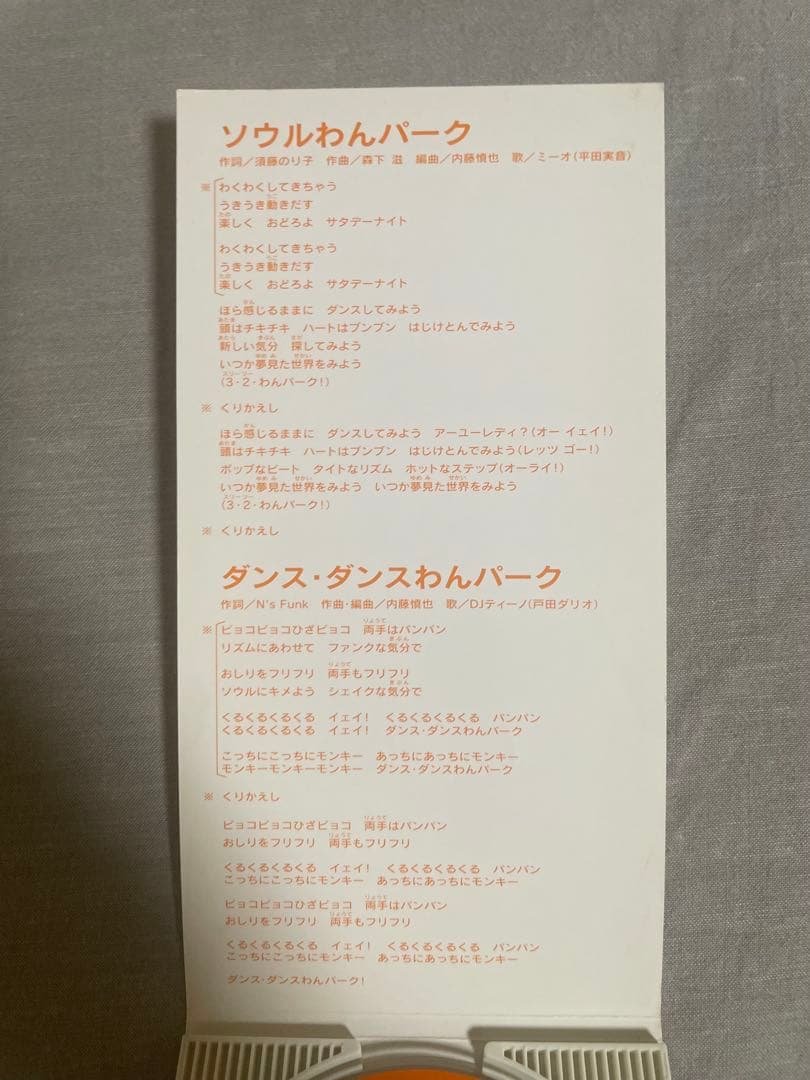 ソウルわんパーク
作詞／須藤のり子　作曲／森下 滋　編曲／内藤慎也　歌／ミーオ(平田実音)
※ わくわくしてきちゃう
うきうき動きだす
楽しく　おどろよ　サタデーナイト
わくわくしてきちゃう
うきうき動きだす
楽しく　おどろよ　サタデーナイト
ほら感じるままに　ダンスしてみよう
頭はチキチキ　ハートはブンブン　はじけとんでみよう
新しい気分　探してみよう
いつか夢見た世界をみよう
(3・2・わんパーク!)
※ くりかえし
ほら感じるままに　ダンスしてみよう　アーユーレディ?(オー イェイ!)
頭はチキチキ　ハートはブンブン　はじけとんでみよう(レッツ ゴー!)
ポップなビート　タイトなリズム　ホットなステップ(オーライ!)
いつか夢見た世界をみよう　いつか夢見た世界をみよう
(3・2・わんパーク!)
※ くりかえし
ダンス・ダンスわんパーク
作詞／N's Funk　作曲・編曲／内藤慎也　歌／DJティーノ(戸田ダリオ)
※ ピョコピョコひざピョコ　両手はパンパン
リズムにあわせて　ファンクな気分で
おしりをフリフリ　両手もフリフリ
ソウルにキメよう　シェイクな気分で
くるくるくるくる　イェイ!　くるくるくるくる　パンパン
くるくるくるくる　イェイ!　ダンス・ダンスわんパーク
こっちにこっちにモンキー　あっちにあっちにモンキー
モンキーモンキーモンキー　ダンス・ダンスわんパーク
※ くりかえし
ピョコピョコひざピョコ　両手はパンパン
おしりをフリフリ　両手もフリフリ
くるくるくるくる　イェイ!　くるくるくるくる　パンパン
こっちにこっちにモンキー　あっちにあっちにモンキー
ピョコピョコひざピョコ　両手はパンパン
おしりをフリフリ　両手もフリフリ
くるくるくるくる　イェイ!　くるくるくるくる　パンパン
こっちにこっちにモンキー　あっちにあっちにモンキー
ダンス・ダンスわんパーク!